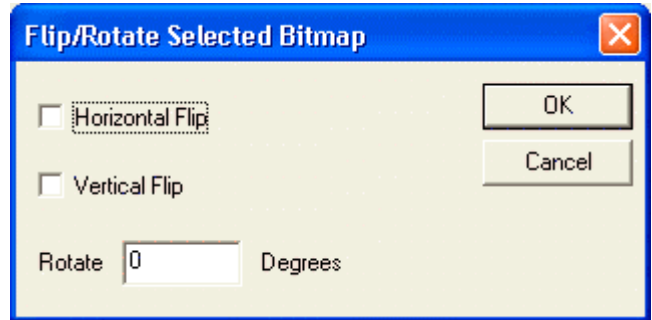 Flip/Rotate Selected Bitmap
Horizontal Flip
OK
Cancel
Vertical Flip
Rotate 0 Degrees